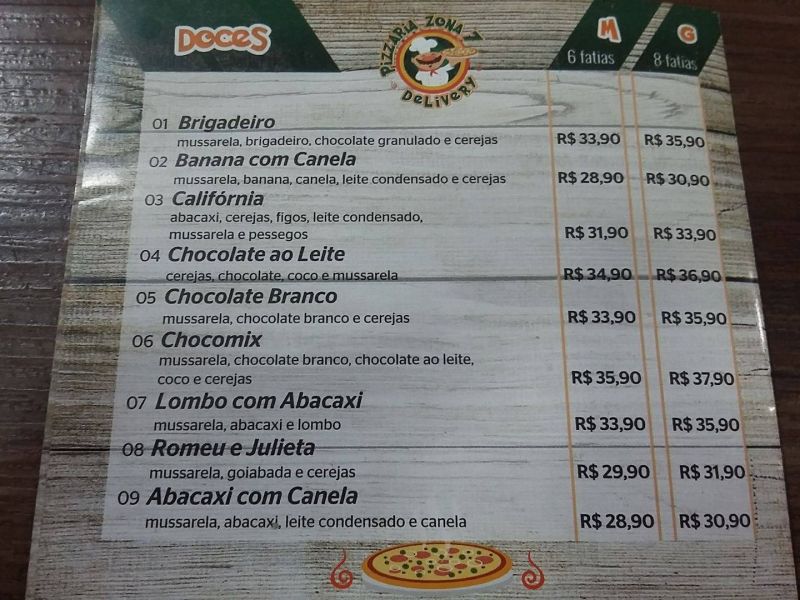 DOCES
PIZZARIA ZONA 7
DELIVERY
M
6 fatias
G
8 fatias
01 Brigadeiro
mussarela, brigadeiro, chocolate granulado e cerejas R$ 33,90 R$ 35,90
02 Banana com Canela
mussarela, banana, canela, leite condensado e cerejas R$ 28,90 R$ 30,90
03 Califórnia
abacaxi, cerejas, figos, leite condensado,
mussarela e pessegos R$ 31,90 R$ 33,90
04 Chocolate ao Leite
cerejas, chocolate, coco e mussarela R$ 34,90 R$ 36,90
05 Chocolate Branco
mussarela, chocolate branco e cerejas R$ 33,90 R$ 35,90
06 Chocomix
mussarela, chocolate branco, chocolate ao leite,
coco e cerejas R$ 35,90 R$ 37,90
07 Lombo com Abacaxi
mussarela, abacaxi e lombo R$ 33,90 R$ 35,90
08 Romeu e Julieta
mussarela, goiabada e cerejas R$ 29,90 R$ 31,90
09 Abacaxi com Canela
mussarela, abacaxi, leite condensado e canela R$ 28,90 R$ 30,90